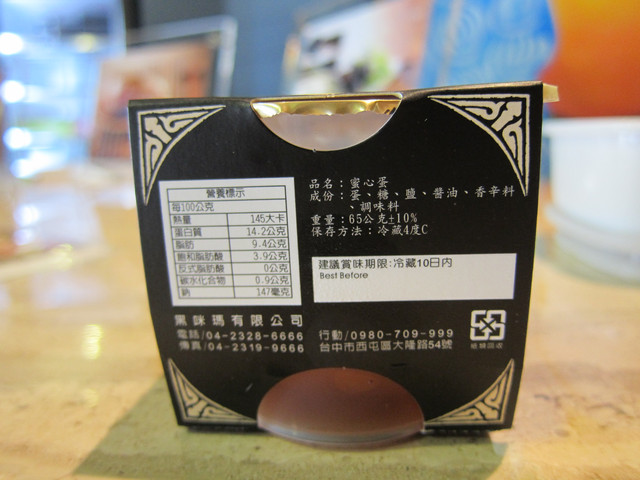 營養標示
每100公克
熱量 145大卡
蛋白質 14.2公克
脂肪 9.4公克
飽和脂肪酸 3.9公克
反式脂肪酸 0公克
碳水化合物 0.9公克
鈉 147毫克
品名：蜜心蛋
成份：蛋、糖、鹽、醬油、香辛料
、調味料
重量：65公克±10%
保存方法：冷藏4度C
建議賞味期限：冷藏10日內
Best Before
黑咪瑪有限公司
電話/04-2328-6666
傳真/04-2319-9666
行動/0980-709-999
台中市西屯區大隆路54號
紙類回收